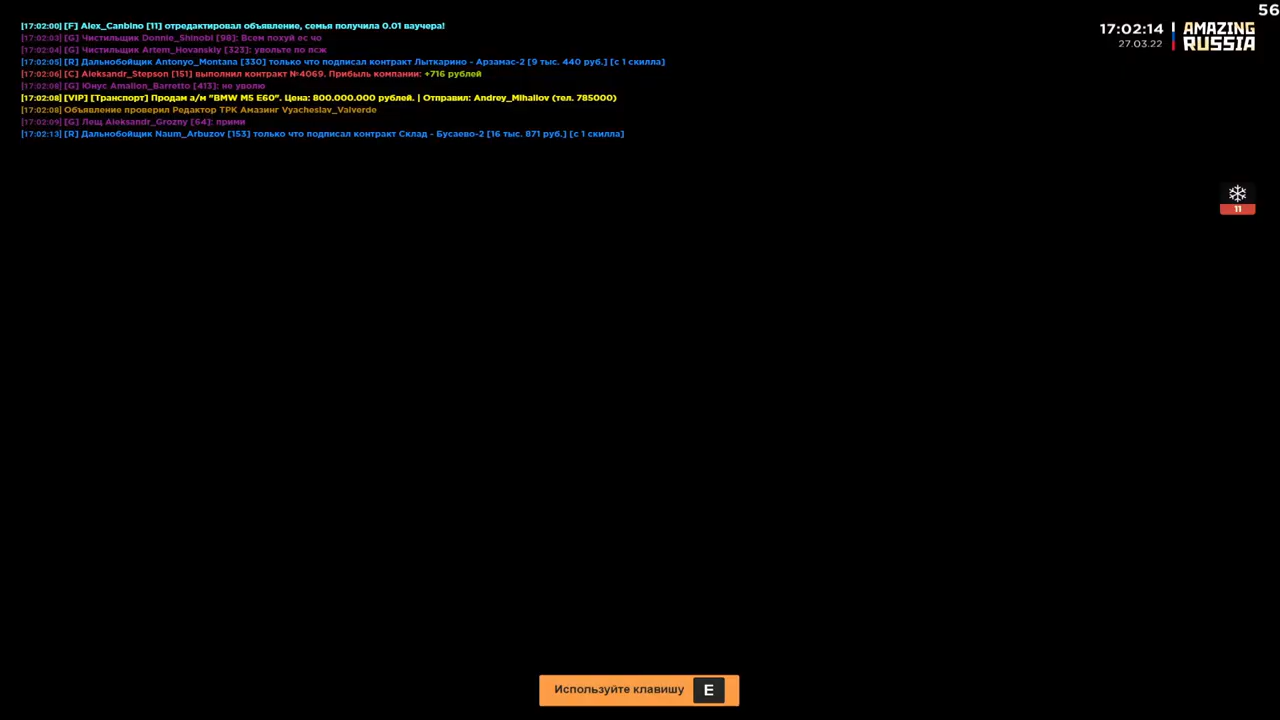 56
[17:02:00] [F] Alex_Canbino [11] отредактировал объявление, семья получила 0.01 ваучера!
[17:02:03] [G] Чистильщик Donnie_Shinobi [98]: Всем похуй ес чо
[17:02:04] [G] Чистильщик Artem_Hovanskiy [323]: увольте по псж
[17:02:05] [R] Дальнобойщик Antonyo_Montana [330] только что подписал контракт Лыткарино - Арзамас-2 [9 тыс. 440 руб.] [с 1 скилла]
[17:02:06] [C] Aleksandr_Stepson [151] выполнил контракт №4069. Прибыль компании: +716 рублей
[17:02:08] [G] Юнус Amalion_Barretto [413]: не уволю
[17:02:08] [VIP] [Транспорт] Продам а/м "BMW M5 E60". Цена: 800.000.000 рублей. | Отправил: Andrey_Mihailov (тел. 785000)
[17:02:08] Объявление проверил Редактор ТРК Амазинг Vyacheslav_Valverde
[17:02:09] [G] Лещ Aleksandr_Grozny [64]: прими
[17:02:13] [R] Дальнобойщик Naum_Arbuzov [153] только что подписал контракт Склад - Бусаево-2 [16 тыс. 871 руб.] [с 1 скилла]
17:02:14
27.03.22
AMAZING
RUSSIA
11
Используйте клавишу E